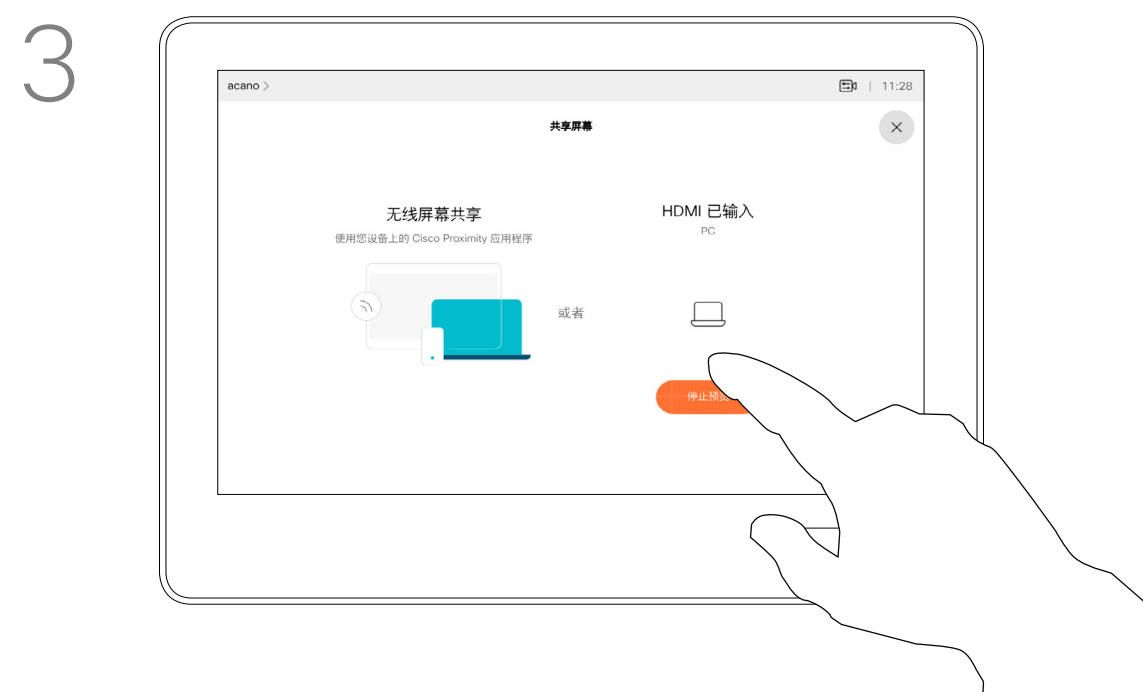 3
acano >
11:28
共享屏幕
无线屏幕共享
使用您设备上的 Cisco Proximity 应用程序
HDMI 已输入
PC
或者
停止预览